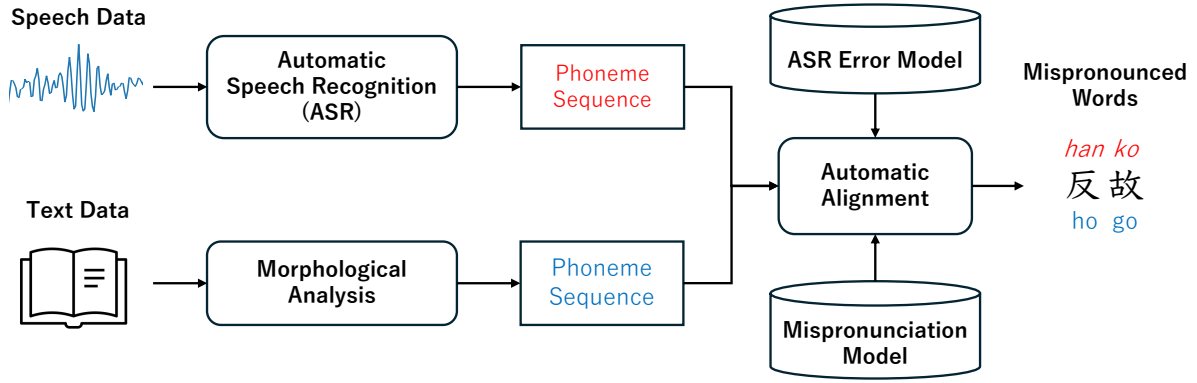 Speech Data
Automatic
Speech Recognition
(ASR)
Phoneme
Sequence
ASR Error Model
Mispronounced
Words
han ko
反故
ho go
Automatic
Alignment
Text Data
Morphological
Analysis
Phoneme
Sequence
Mispronunciation
Model